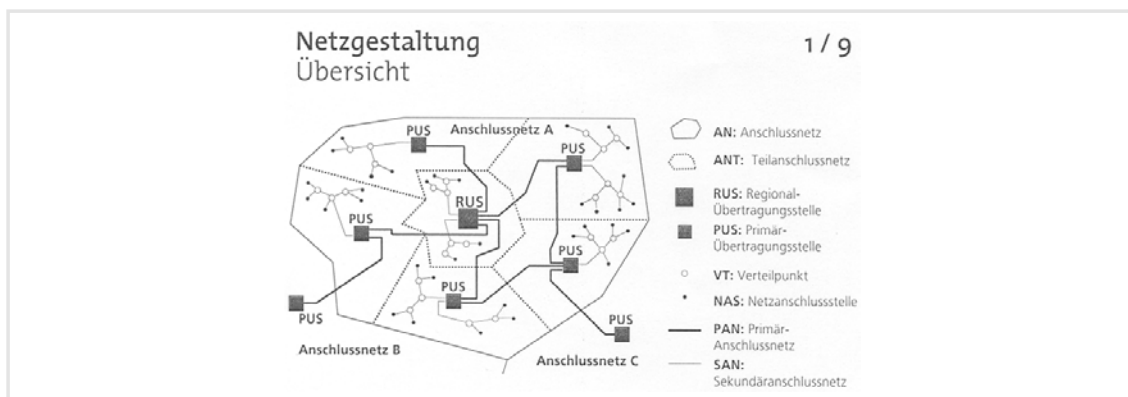 Netzgestaltung
Übersicht
1 / 9
Anschlussnetz A
PUS
PUS
RUS
PUS
PUS
PUS
PUS
PUS
Anschlussnetz B
Anschlussnetz C
AN: Anschlussnetz
ANT: Teilanschlussnetz
RUS: Regional-
Übertragungsstelle
PUS: Primär-
Übertragungsstelle
VT: Verteilpunkt
NAS: Netzanschlussstelle
PAN: Primär-
Anschlussnetz
SAN:
Sekundäranschlussnetz